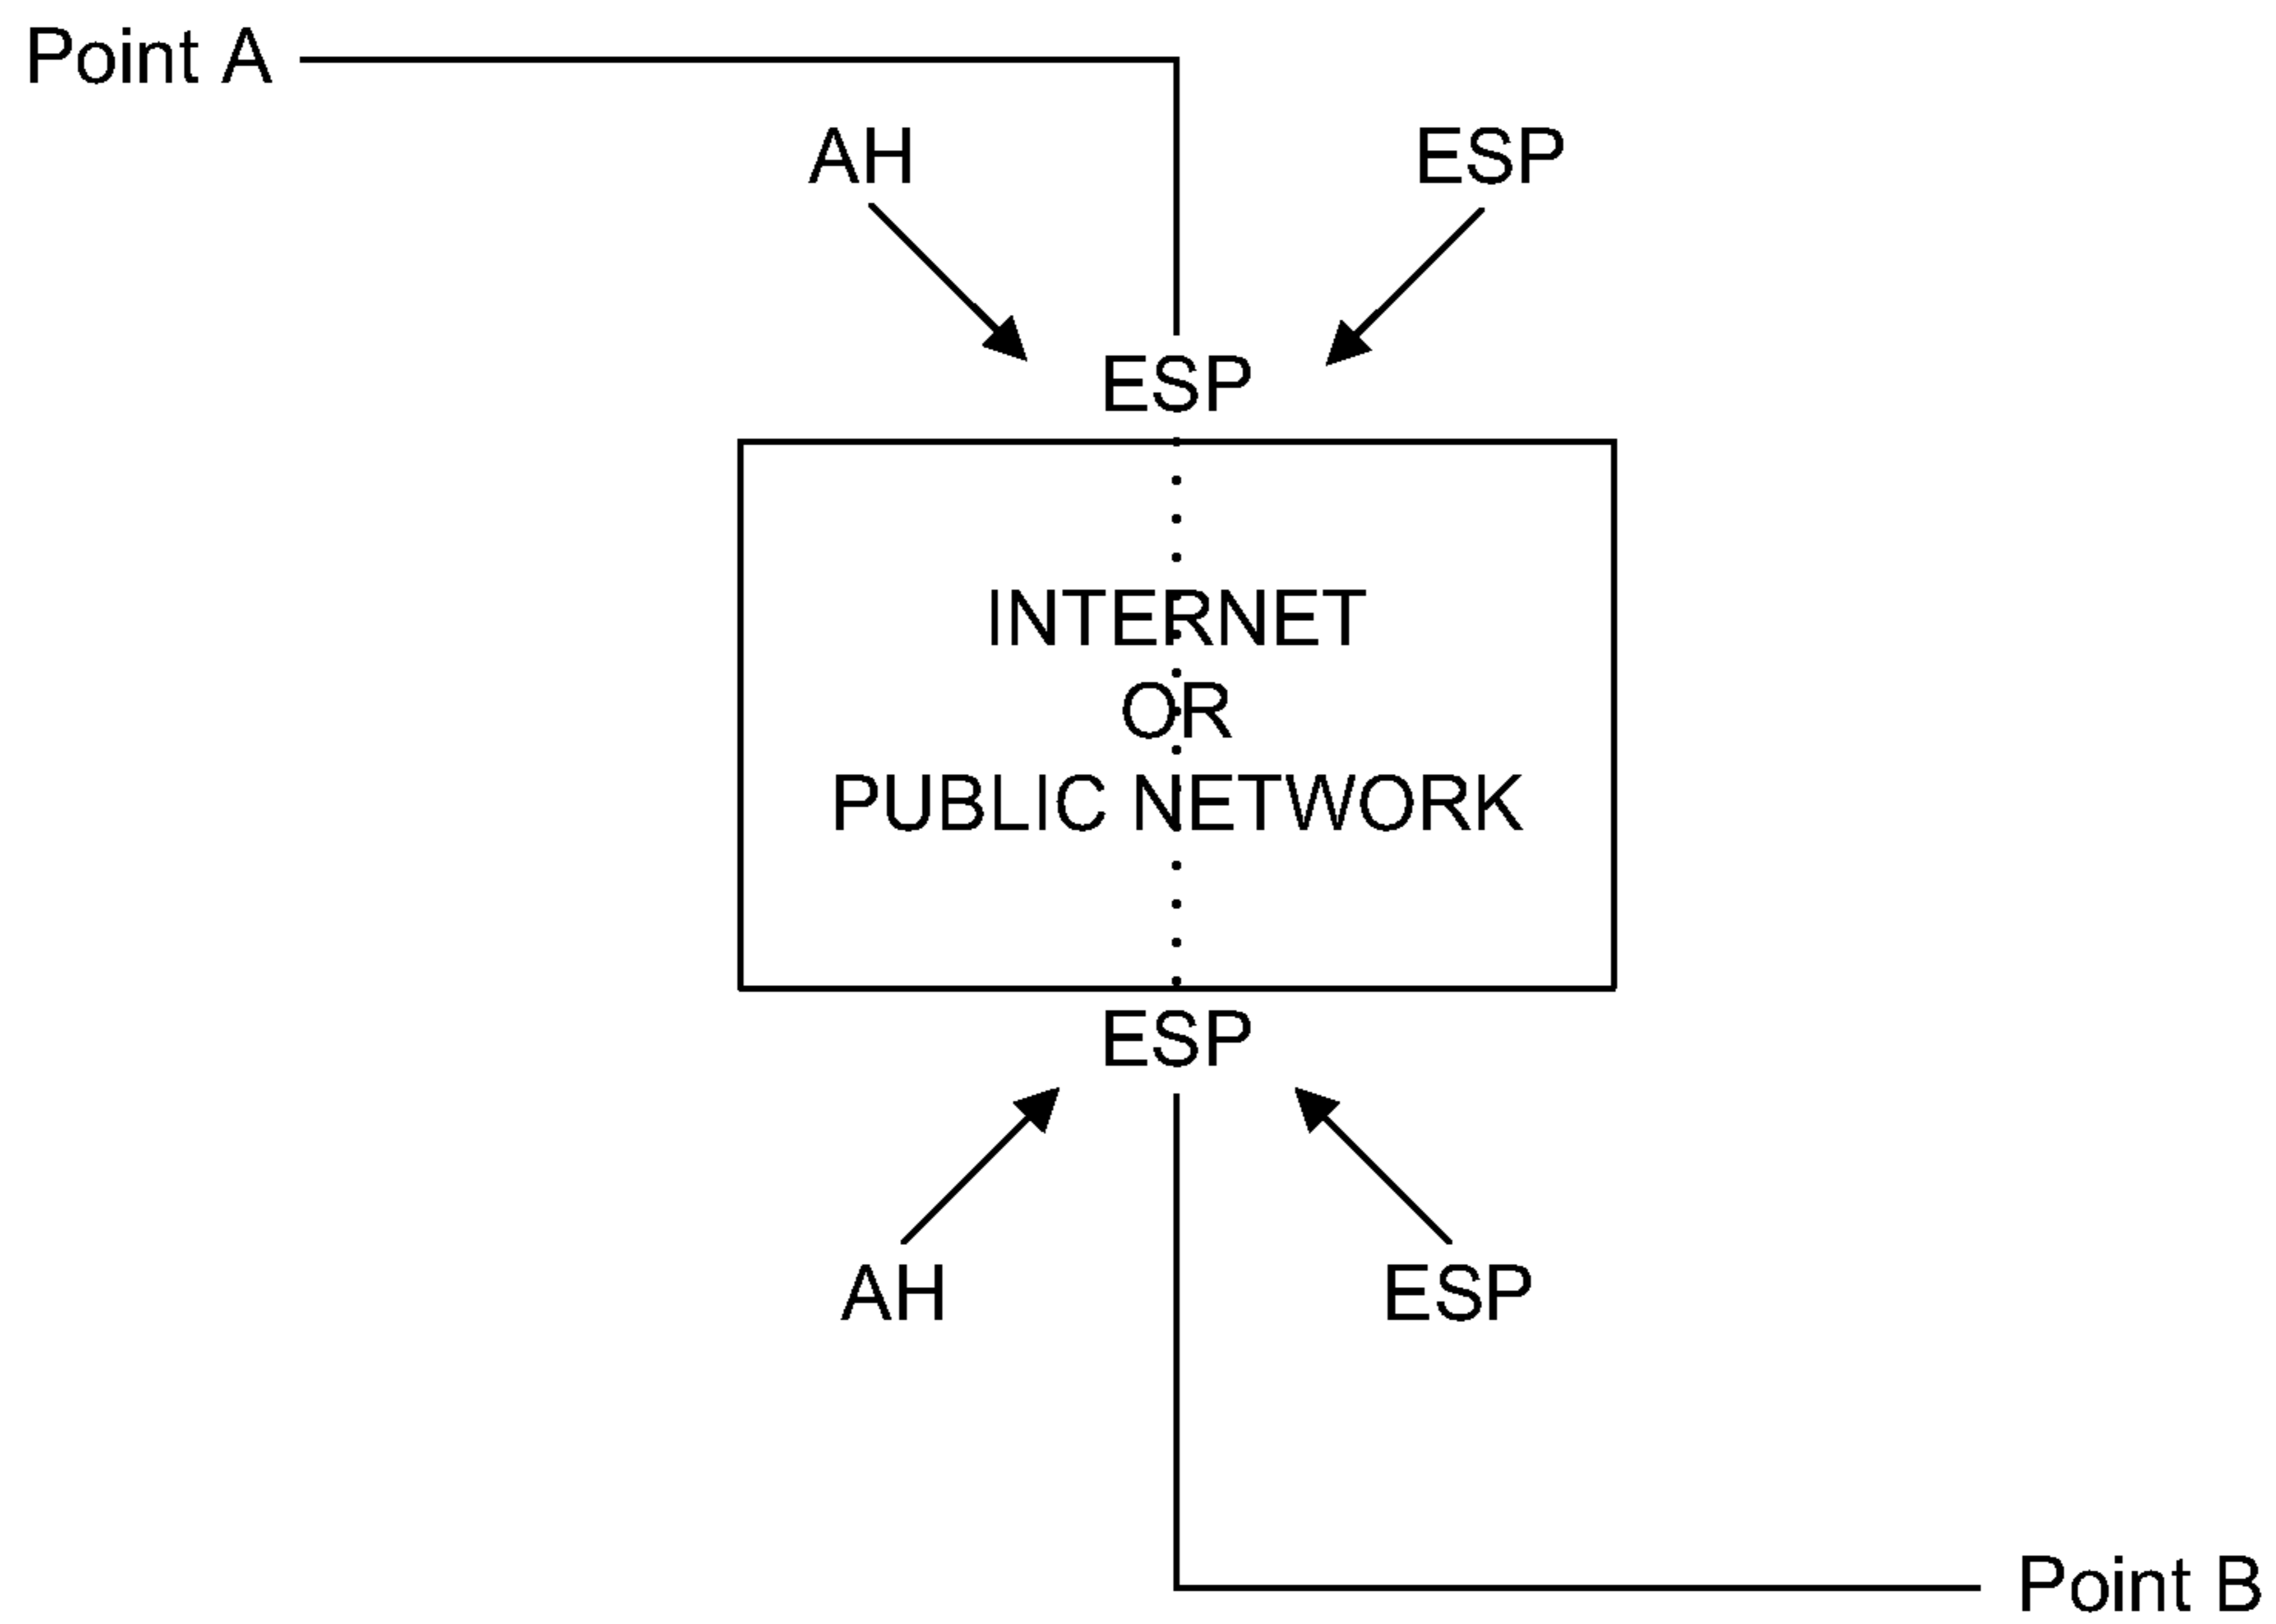 Point A
AH
ESP
ESP
INTERNET
OR
PUBLIC NETWORK
ESP
AH
ESP
Point B